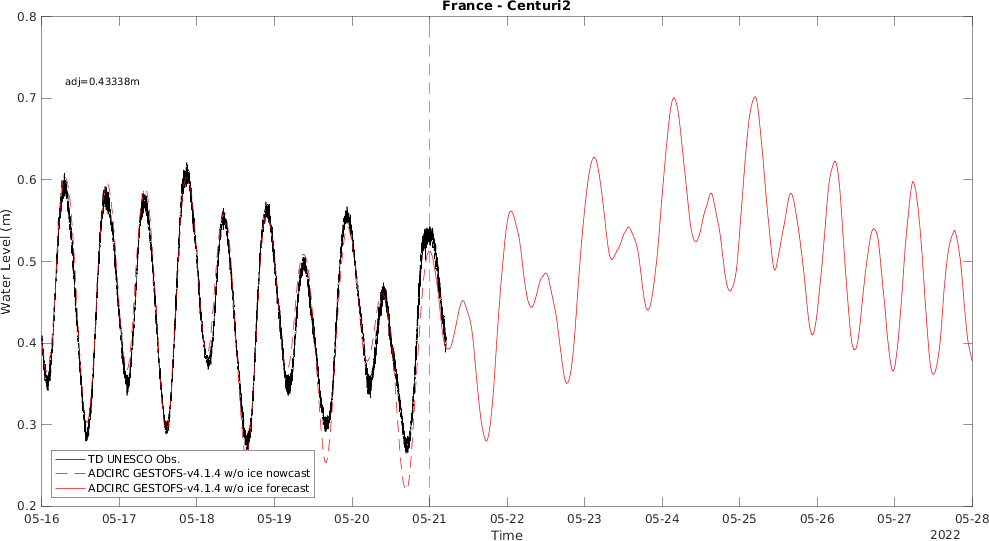 France - Centuri2
adj=0.43338m
Water Level (m)
0.8
0.7
0.6
0.5
0.4
0.3
0.2
TD UNESCO Obs.
ADCIRC GESTOFS-v4.1.4 w/o ice nowcast
ADCIRC GESTOFS-v4.1.4 w/o ice forecast
05-16 05-17 05-18 05-19 05-20 05-21 05-22 05-23 05-24 05-25 05-26 05-27 05-28
Time
2022